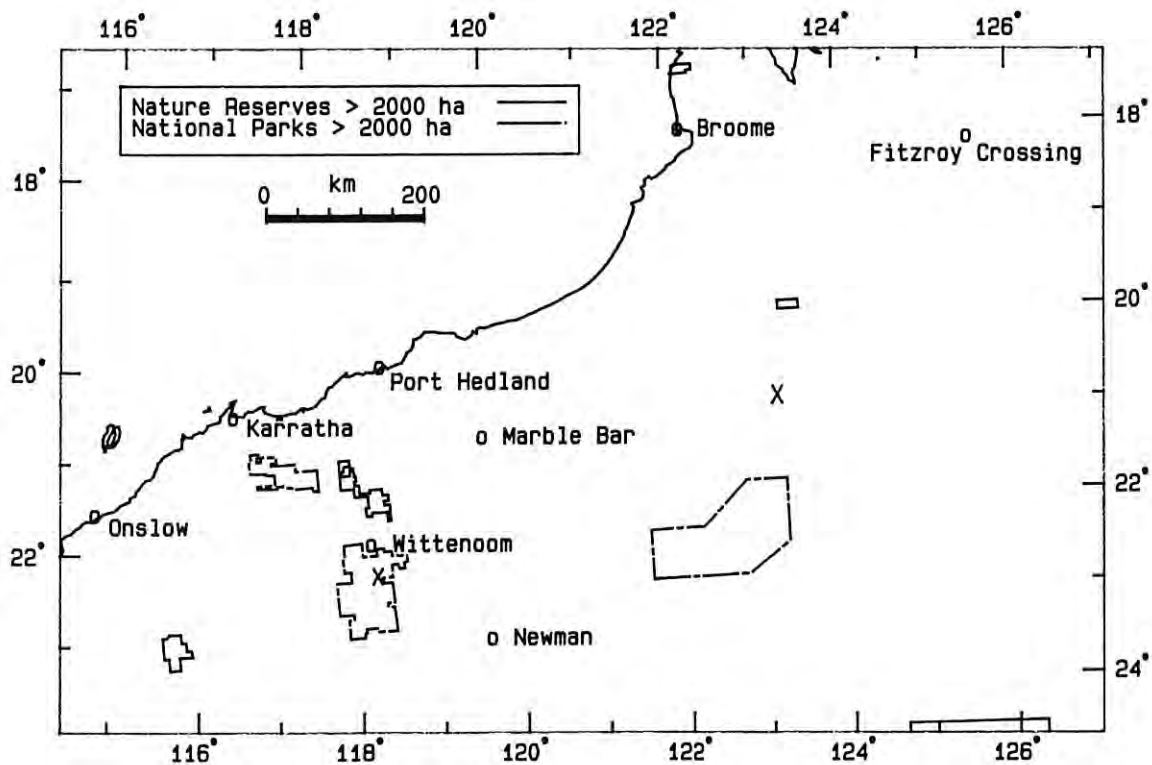 116° 118° 120° 122° 124° 126°
Nature Reserves > 2000 ha
National Parks > 2000 ha
km
0 200
Broome
Fitzroy Crossing
18°
18°
20°
20°
Port Hedland
Karratha
Marble Bar
X
22°
Onslow
Wittenoom
22°
X
Newman
24°
116° 118° 120° 122° 124° 126°